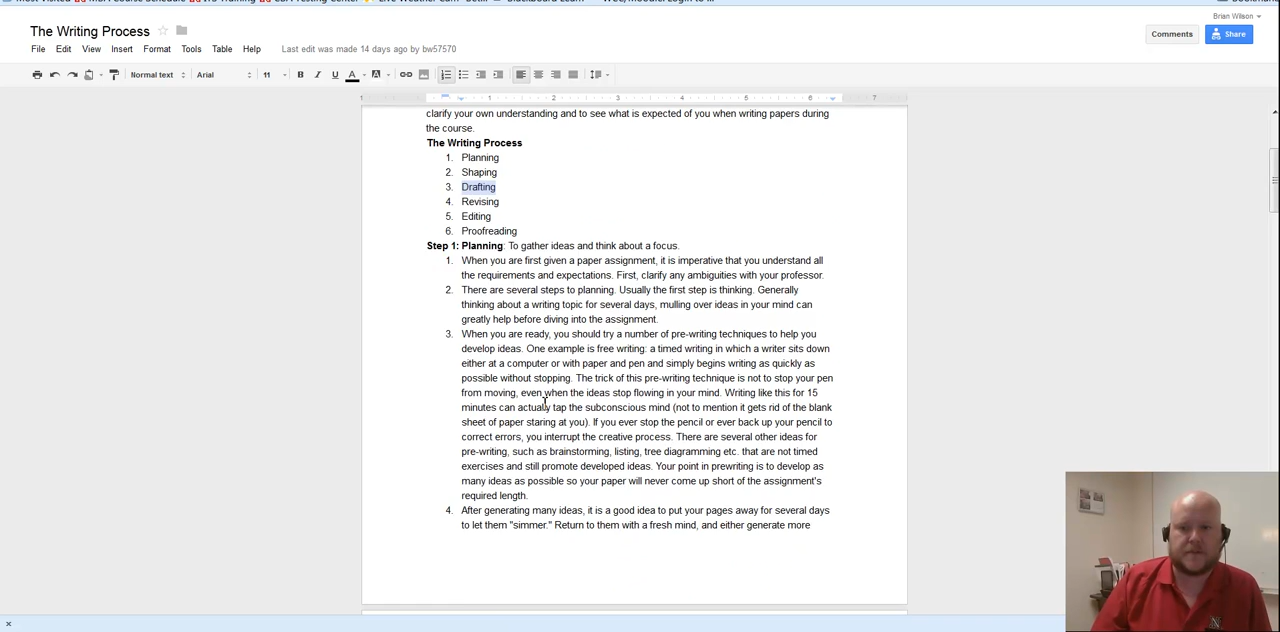 The Writing Process
Brian Wilson
File Edit View Insert Format Tools Table Help Last edit was made 14 days ago by bw57570
Comments Share
Normal text Arial 11 B I U A A
1 1 2 3 4 5 6 7
clarify your own understanding and to see what is expected of you when writing papers during
the course.
The Writing Process
1. Planning
2. Shaping
3. Drafting
4. Revising
5. Editing
6. Proofreading
Step 1: Planning: To gather ideas and think about a focus.
1. When you are first given a paper assignment, it is imperative that you understand all
the requirements and expectations. First, clarify any ambiguities with your professor.
2. There are several steps to planning. Usually the first step is thinking. Generally
thinking about a writing topic for several days, mulling over ideas in your mind can
greatly help before diving into the assignment.
3. When you are ready, you should try a number of pre-writing techniques to help you
develop ideas. One example is free writing: a timed writing in which a writer sits down
either at a computer or with paper and pen and simply begins writing as quickly as
possible without stopping. The trick of this pre-writing technique is not to stop your pen
from moving, even when the ideas stop flowing in your mind. Writing like this for 15
minutes can actually tap the subconscious mind (not to mention it gets rid of the blank
sheet of paper staring at you). If you ever stop the pencil or ever back up your pencil to
correct errors, you interrupt the creative process. There are several other ideas for
pre-writing, such as brainstorming, listing, tree diagramming etc. that are not timed
exercises and still promote developed ideas. Your point in prewriting is to develop as
many ideas as possible so your paper will never come up short of the assignment's
required length.
4. After generating many ideas, it is a good idea to put your pages away for several days
to let them "simmer." Return to them with a fresh mind, and either generate more
N